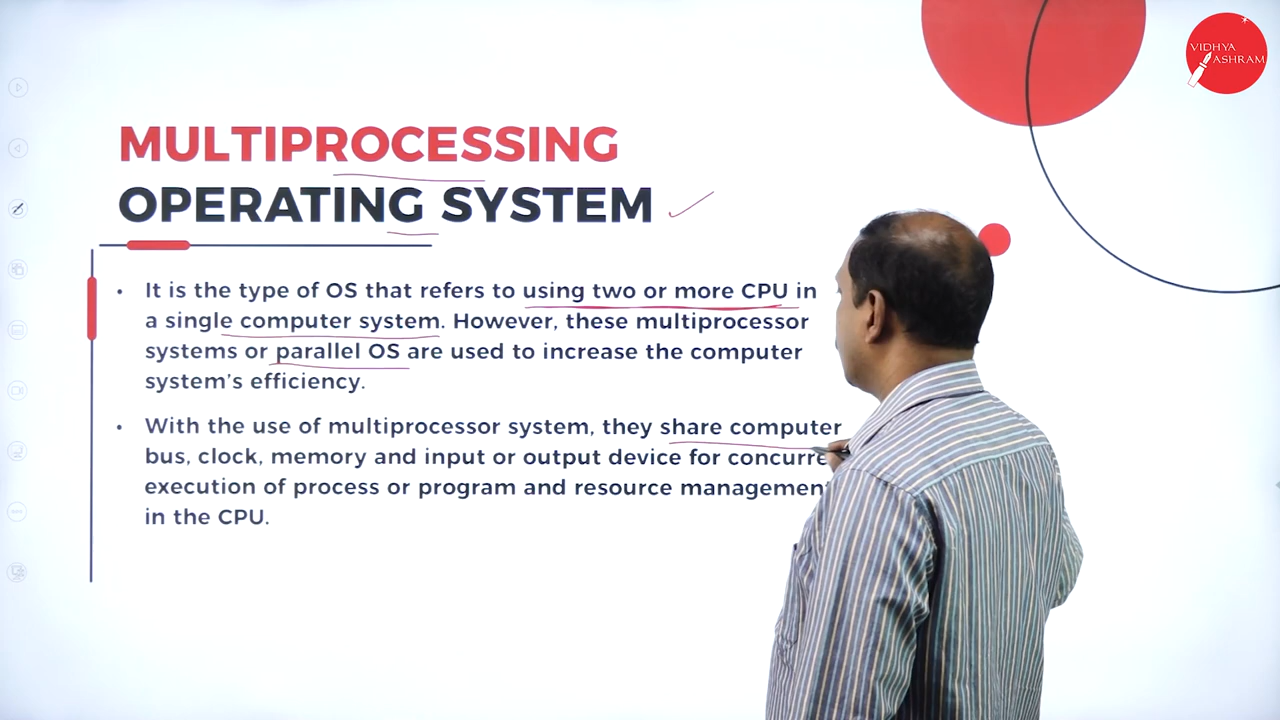 VIDHYA
ASHRAM
MULTIPROCESSING
OPERATING SYSTEM
• It is the type of OS that refers to using two or more CPU in
a single computer system. However, these multiprocessor
systems or parallel OS are used to increase the computer
system's efficiency.
• With the use of multiprocessor system, they share computer
bus, clock, memory and input or output device for
execution of process or program and resource management
in the CPU.